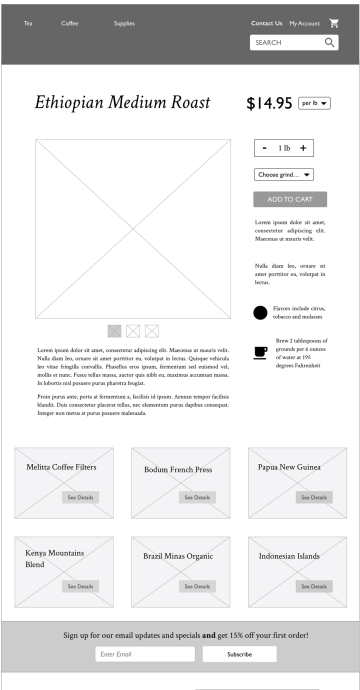 Tea Coffee Supplies Contact Us My Account
SEARCH
Ethiopian Medium Roast $14.95 per lb
- 1 lb +
Choose grind...
ADD TO CART
Lorem ipsum dolor sit amet,
consectetur adipiscing elit.
Maecenas ut mauris velit.
Nulla diam leo, ornare sit
amet porttitor eu, volutpat in
lectus.
Flavors include citrus,
tobacco and molasses
Brew 2 tablespoons of
grounds per 6 ounces
of water at 195
degrees Fahrenheit
Lorem ipsum dolor sit amet, consectetur adipiscing elit. Maecenas ut mauris velit.
Nulla diam leo, ornare sit amet porttitor eu, volutpat in lectus. Quisque vehicula
leo vitae fringilla convallis. Phasellus eros ipsum, fermentum sed euismod vel,
mollis et nunc. Fusce tellus massa, auctor quis nibh eu, maximus accumsan massa.
In lobortis nisl posuere purus pharetra feugiat.
Proin purus ante, porta at fermentum a, facilisis id ipsum. Aenean tempor facilisis
blandit. Duis consectetur placerat tellus, nec elementum purus dapibus consequat.
Integer non metus at purus posuere malesuada.
Melitta Coffee Filters
See Details
Bodum French Press
See Details
Papua New Guinea
See Details
Kenya Mountains
Blend
See Details
Brazil Minas Organic
See Details
Indonesian Islands
See Details
Sign up for our email updates and specials and get 15% off your first order!
Enter Email Subscribe